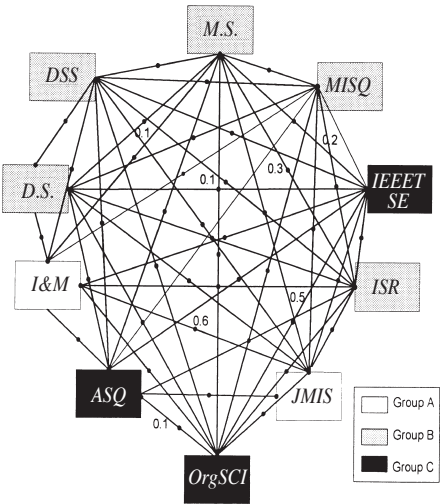 M.S.
DSS
MISQ
0.1
0.2
0.3
0.1
D.S.
IEEET
SE
I&M
ISR
0.5
0.6
ASQ
JMIS
0.1
OrgSCI
Group A
Group B
Group C